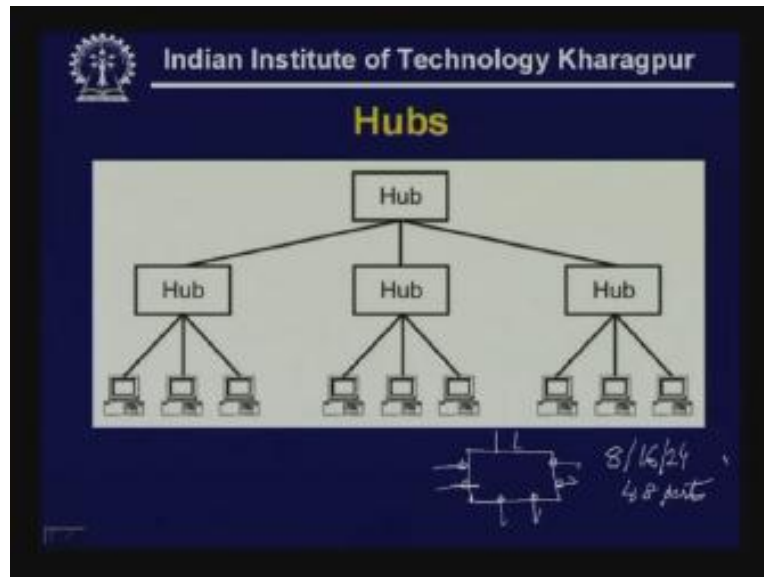 Indian Institute of Technology Kharagpur
Hubs
Hub
Hub Hub Hub
8/16/24
48 ports